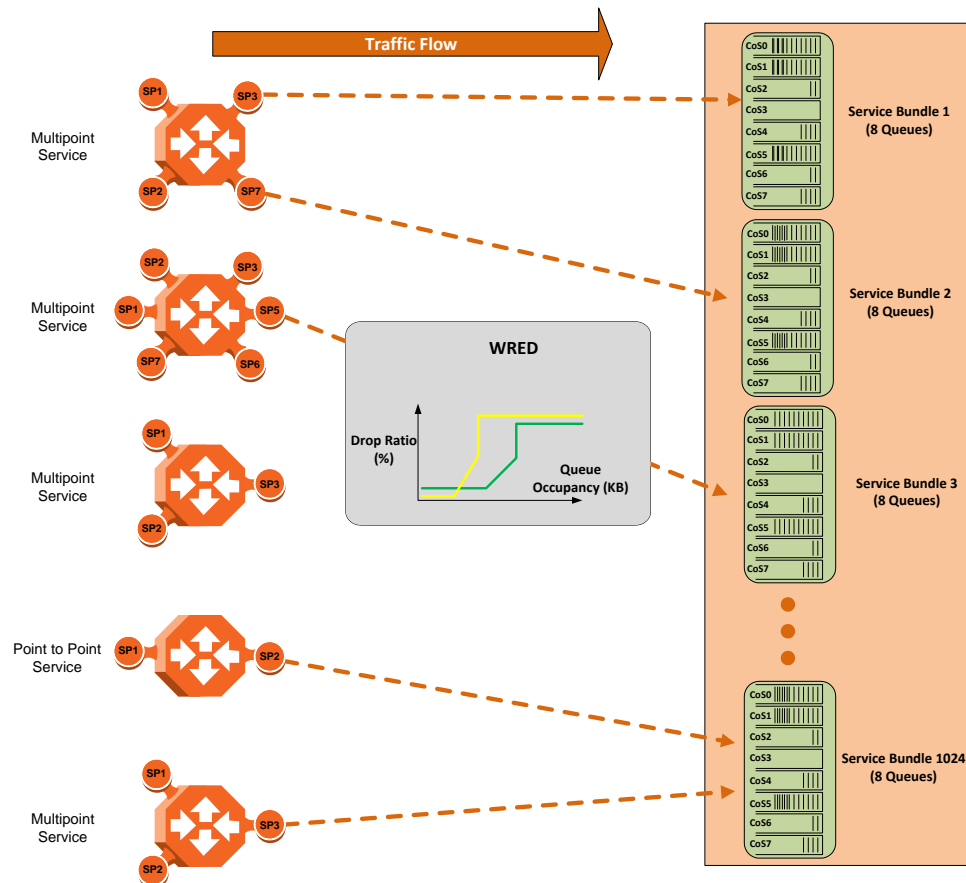 Traffic Flow
SP1
SP3
Multipoint
Service
SP2
SP7
SP2
SP3
Multipoint
Service
SP1
SP5
SP7
SP6
SP1
Multipoint
Service
SP3
SP2
Point to Point
Service
SP1
SP2
SP1
Multipoint
Service
SP3
SP2
WRED
Drop Ratio
(%)
Queue
Occupancy (KB)
CoS0
CoS1
CoS2
CoS3
CoS4
CoS5
CoS6
CoS7
Service Bundle 1
(8 Queues)
CoS0
CoS1
CoS2
CoS3
CoS4
CoS5
CoS6
CoS7
Service Bundle 2
(8 Queues)
CoS0
CoS1
CoS2
CoS3
CoS4
CoS5
CoS6
CoS7
Service Bundle 3
(8 Queues)
CoS0
CoS1
CoS2
CoS3
CoS4
CoS5
CoS6
CoS7
Service Bundle 1024
(8 Queues)